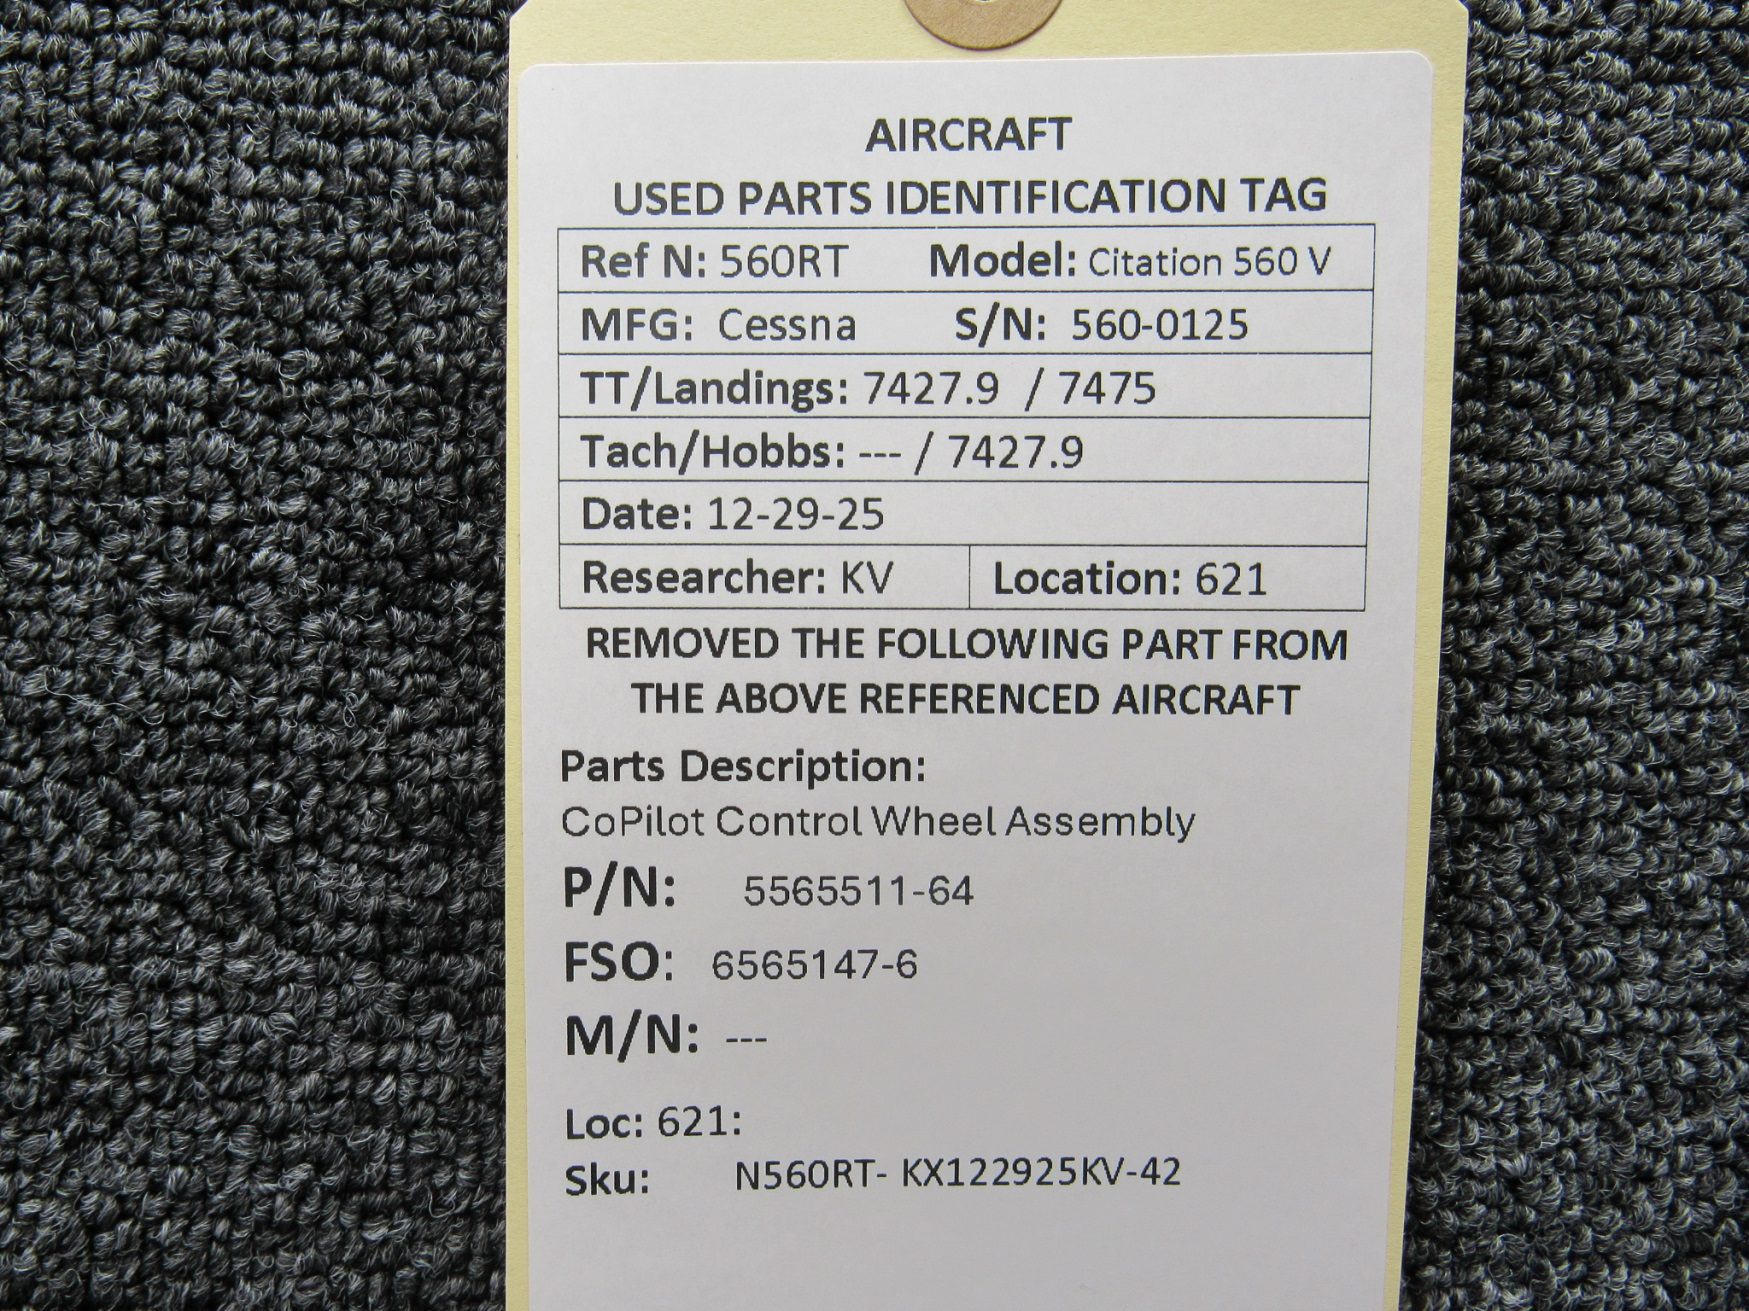 AIRCRAFT
USED PARTS IDENTIFICATION TAG
Ref N: 560RT Model: Citation 560 V
MFG: Cessna S/N: 560-0125
TT/Landings: 7427.9 / 7475
Tach/Hobbs: --- / 7427.9
Date: 12-29-25
Researcher: KV Location: 621
REMOVED THE FOLLOWING PART FROM
THE ABOVE REFERENCED AIRCRAFT
Parts Description:
CoPilot Control Wheel Assembly
P/N: 5565511-64
FSO: 6565147-6
M/N: ---
Loc: 621:
Sku: N560RT- KX122925KV-42